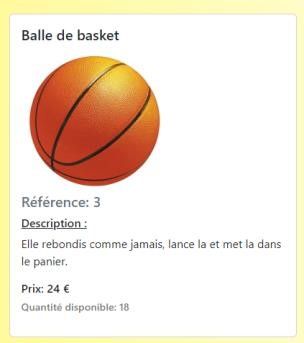 Balle de basket
Référence: 3
Description :
Elle rebondis comme jamais, lance la et met la dans
le panier.
Prix: 24 €
Quantité disponible: 18